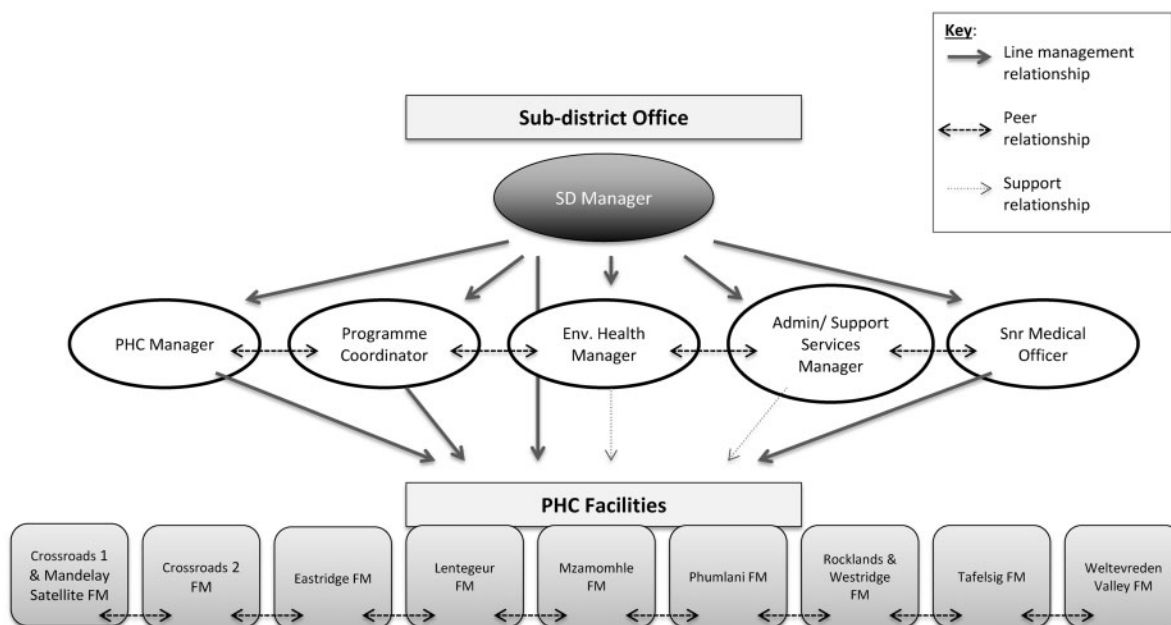 Key:
Line management
relationship
Peer
relationship
Support
relationship
Sub-district Office
SD Manager
PHC Manager
Programme
Coordinator
Env. Health
Manager
Admin/ Support
Services
Manager
Snr Medical
Officer
PHC Facilities
Crossroads 1
& Mandelay
Satellite FM
Crossroads 2
FM
Eastridge FM
Lentegeur
FM
Mzamomhle
FM
Phumlani FM
Rocklands &
Westridge
FM
Tafelsig FM
Weltevreden
Valley FM